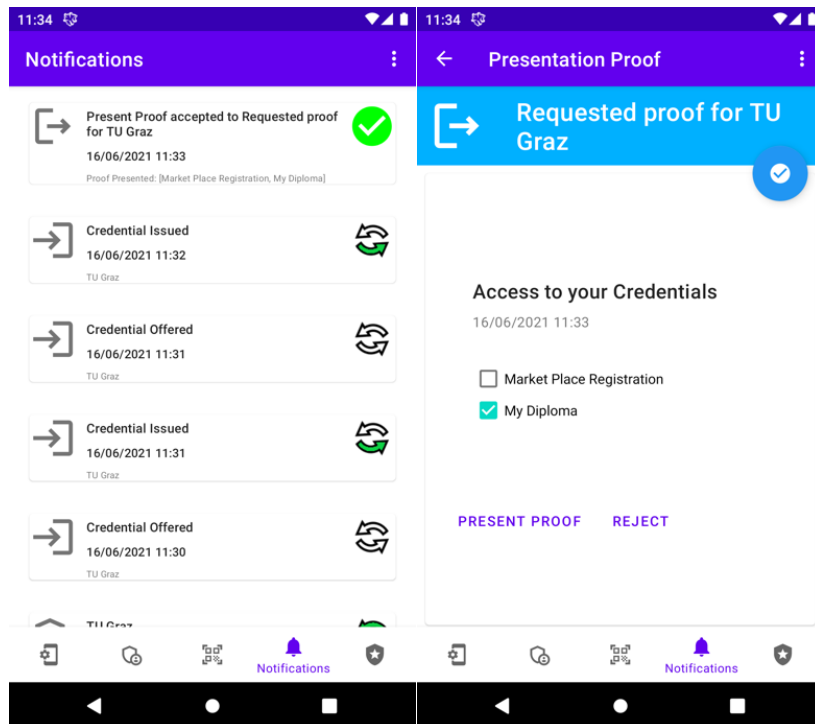 11:34
Notifications
Present Proof accepted to Requested proof
for TU Graz
16/06/2021 11:33
Proof Presented: [Market Place Registration, My Diploma]
Credential Issued
16/06/2021 11:32
TU Graz
Credential Offered
16/06/2021 11:31
TU Graz
Credential Issued
16/06/2021 11:31
TU Graz
Credential Offered
16/06/2021 11:30
TU Graz
TU Graz
Notifications
11:34
Presentation Proof
Requested proof for TU
Graz
Access to your Credentials
16/06/2021 11:33
Market Place Registration
My Diploma
PRESENT PROOF REJECT
Notifications